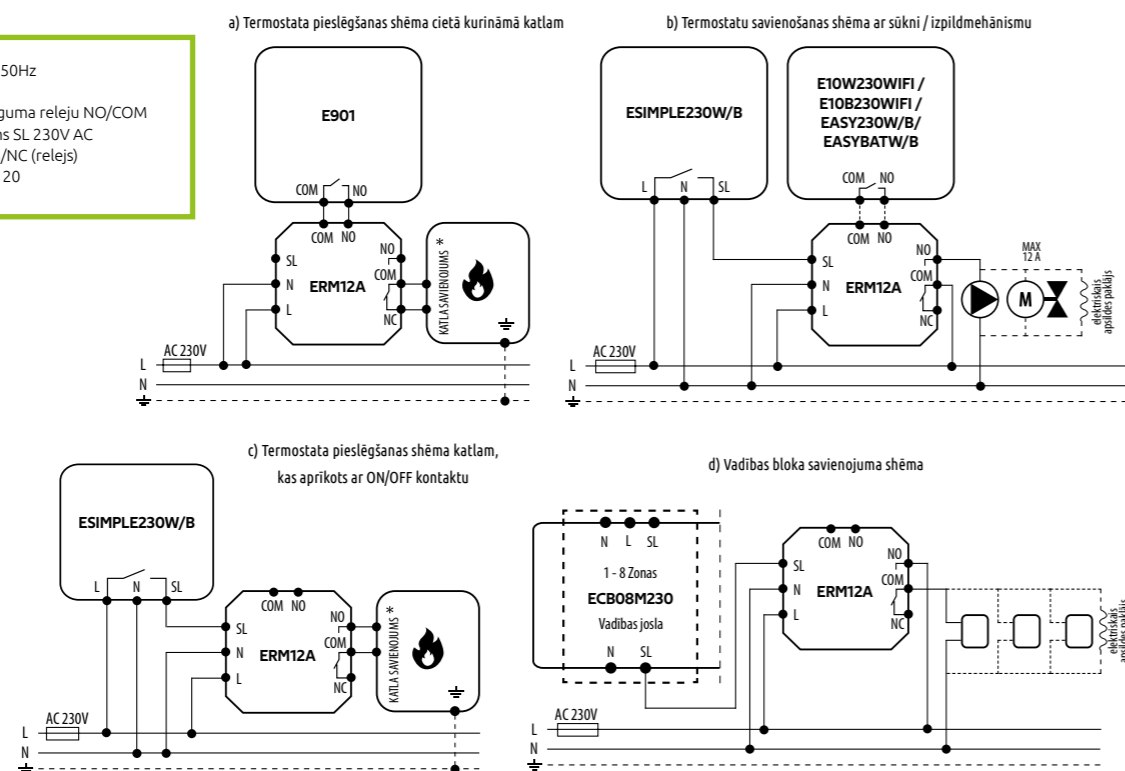 50Hz
guma releju NO/COM
ns SL 230V AC
/NC (relejs)
20
a) Termostata pieslēgšanas shēma cietā kurināmā katlam
E901
COM NO
COM NO
SL
N
L
ERM12A
NO
COM
NC
KATLA SAVIENOJUMS *
AC 230V
L
N
b) Termostatu savienošanas shēma ar sūkni / izpildmehānismu
ESIMPLE230W/B
L N SL
E10W230WIFI /
E10B230WIFI /
EASY230W/B/
EASYBATW/B
COM NO
COM NO
SL
N
L
ERM12A
NO
COM
NC
MAX
12 A
M
elektriskais
apsildes paklājs
AC 230V
L
N
c) Termostata pieslēgšanas shēma katlam,
kas aprīkots ar ON/OFF kontaktu
ESIMPLE230W/B
L N SL
COM NO
SL
N
L
ERM12A
NO
COM
NC
KATLA SAVIENOJUMS *
AC 230V
L
N
d) Vadības bloka savienojuma shēma
N L SL
1 - 8 Zonas
ECB08M230
Vadības josla
N SL
COM NO
SL
N
L
ERM12A
NO
COM
NC
elektriskais
apsildes paklājs
AC 230V
L
N